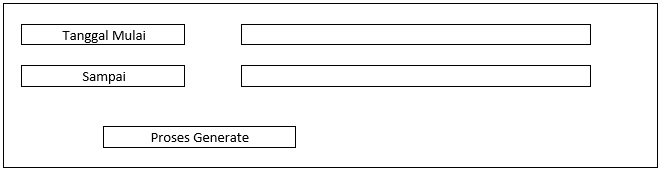 Tanggal Mulai
Sampai
Proses Generate